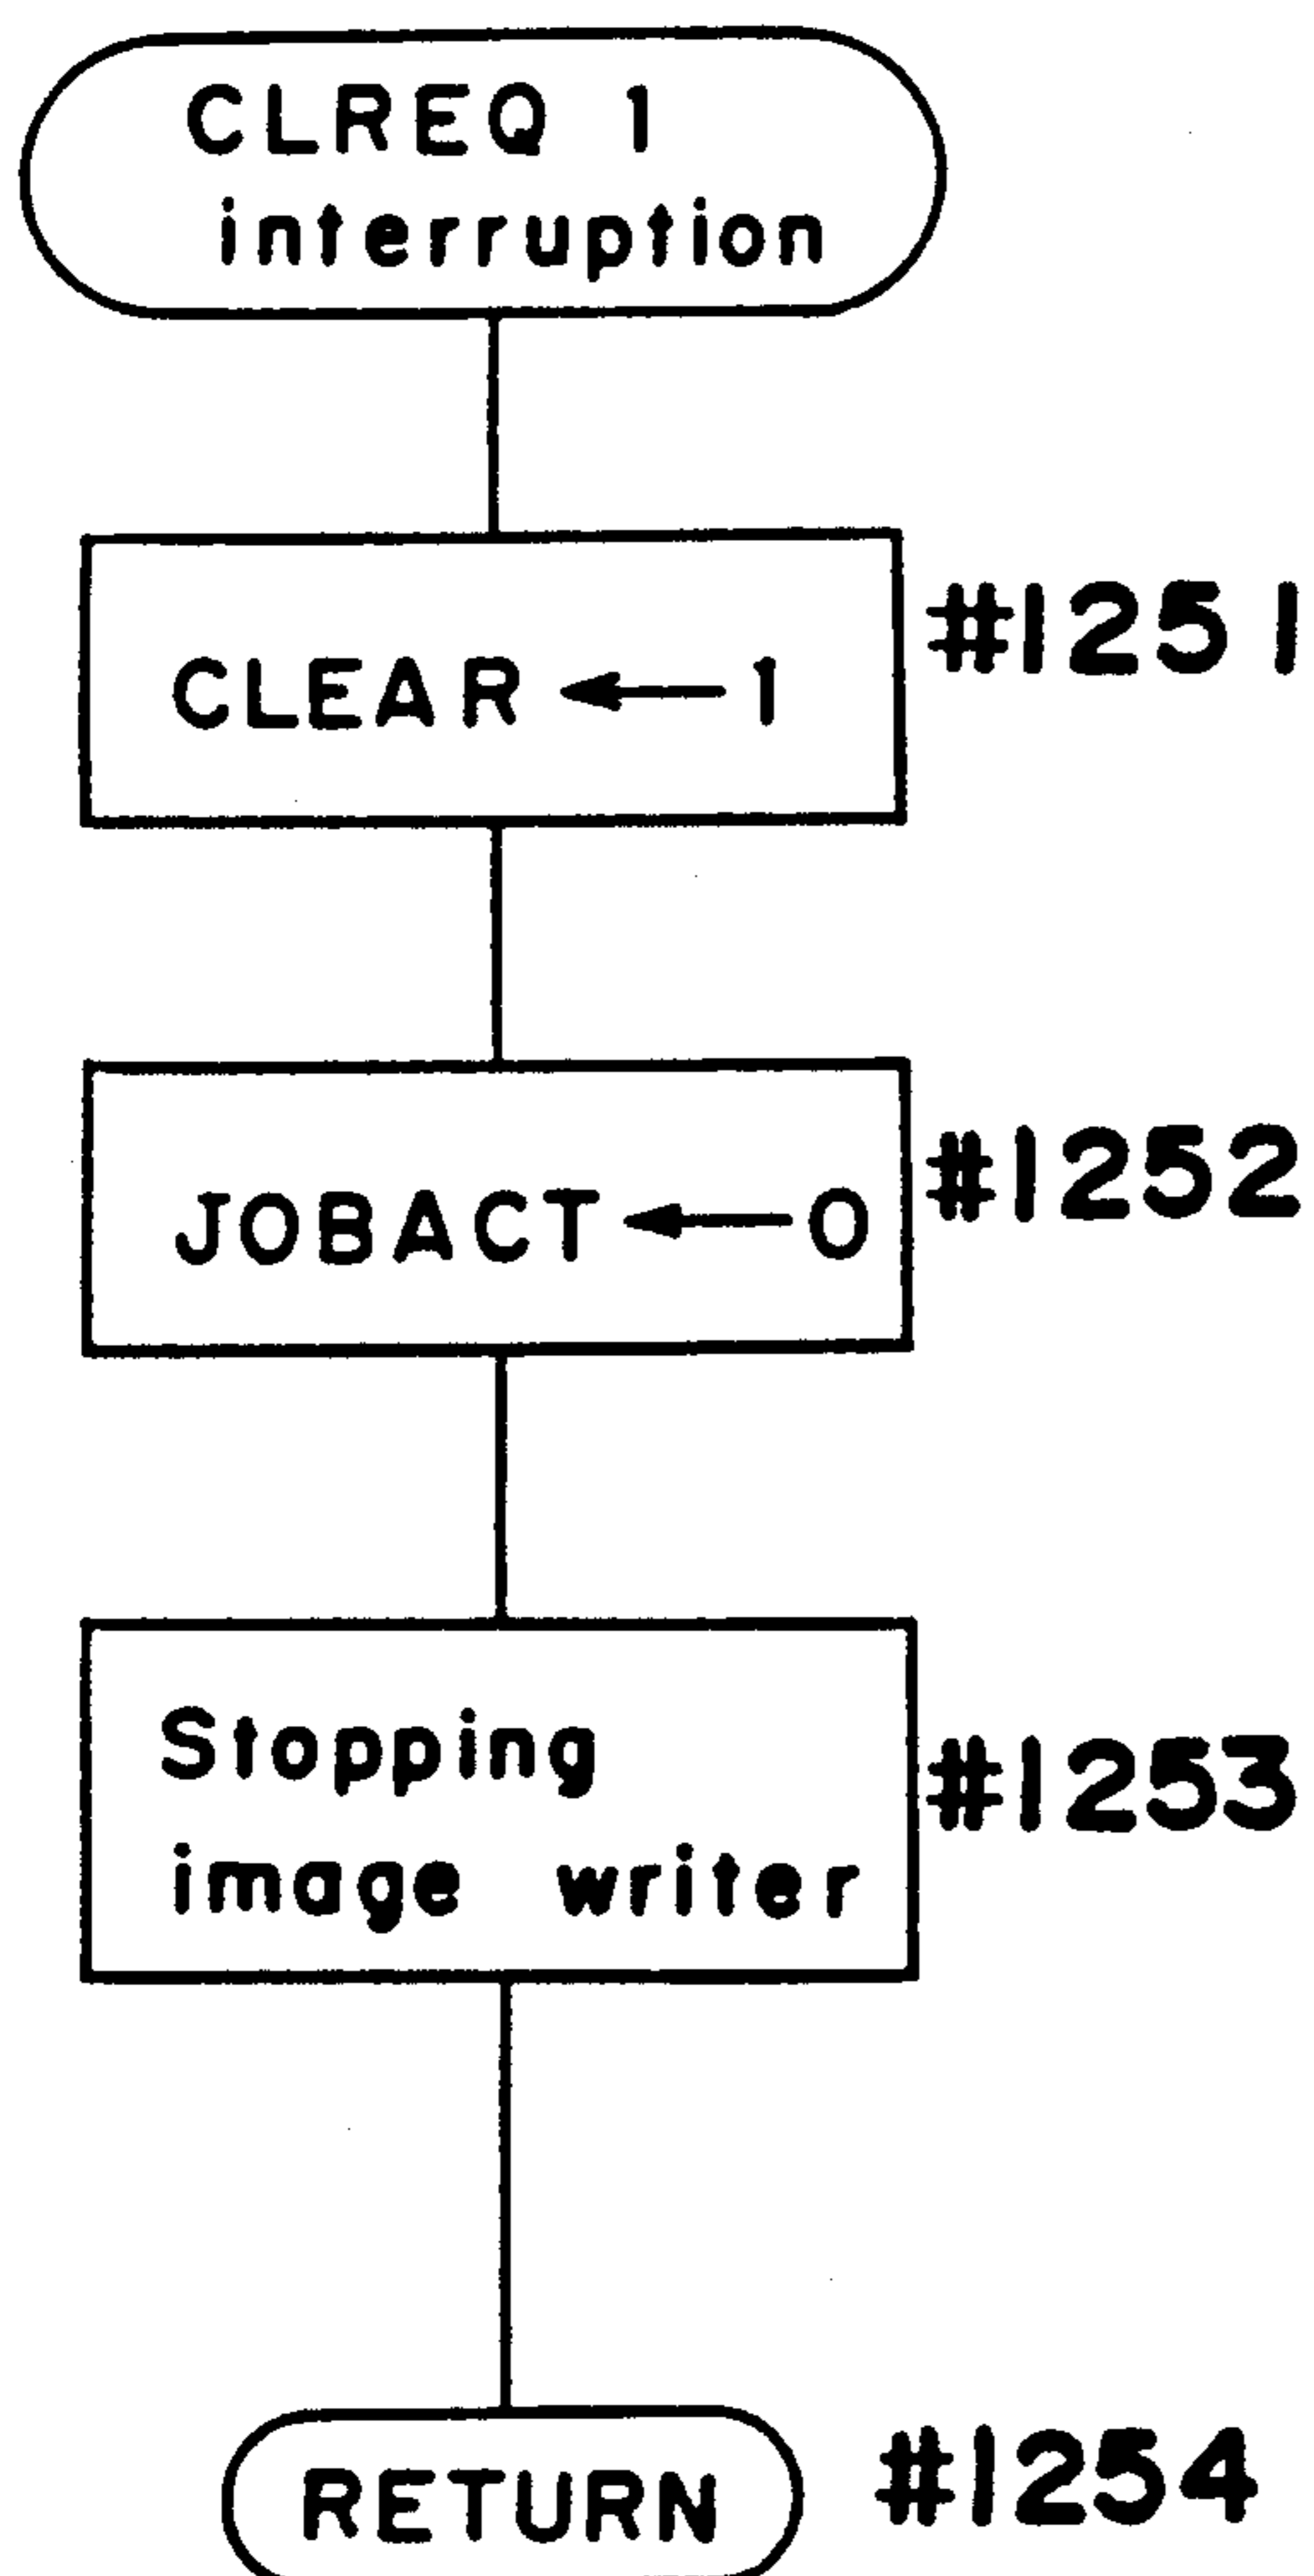 CLREQ 1
interruption
CLEAR ← 1
#1251
JOBACT ← 0
#1252
Stopping
image writer
#1253
RETURN
#1254